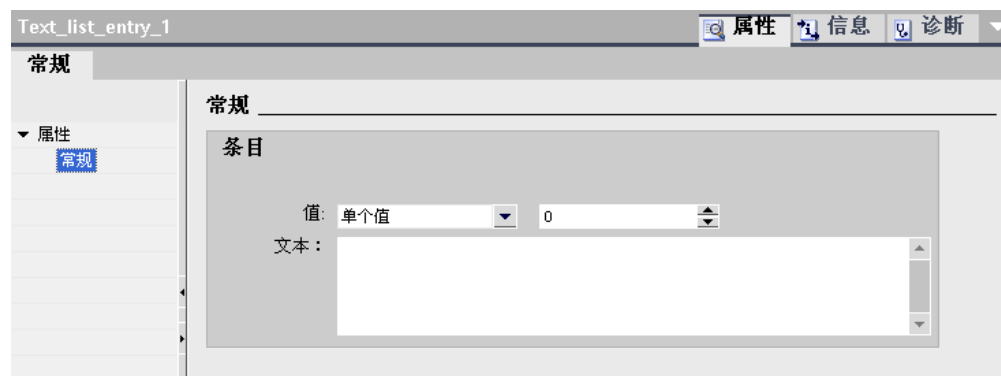 Text_list_entry_1
属性 信息 诊断
常规
常规
属性
常规
条目
值: 单个值 0
文本：